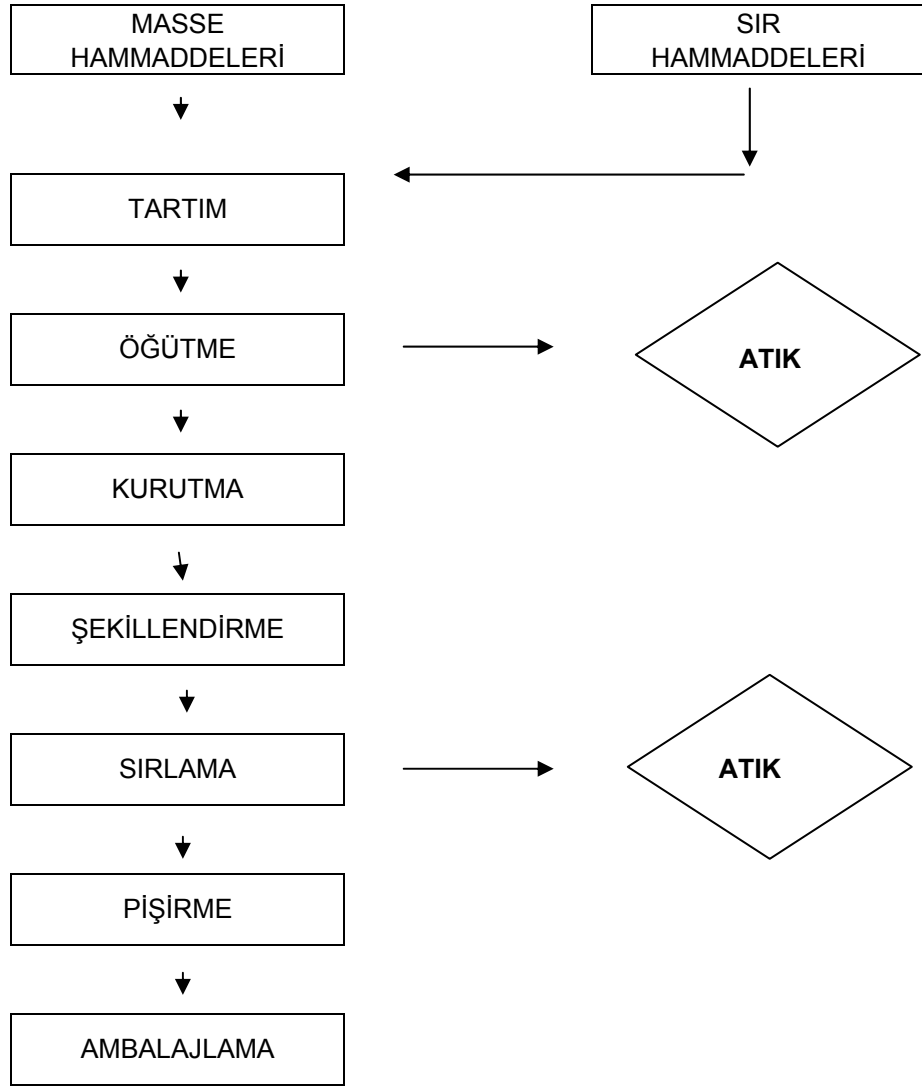 MASSE
HAMMADDELERİ
SIR
HAMMADDELERİ
TARTIM
ÖĞÜTME
ATIK
KURUTMA
ŞEKİLLENDİRME
SIRLAMA
ATIK
PİŞİRME
AMBALAJLAMA